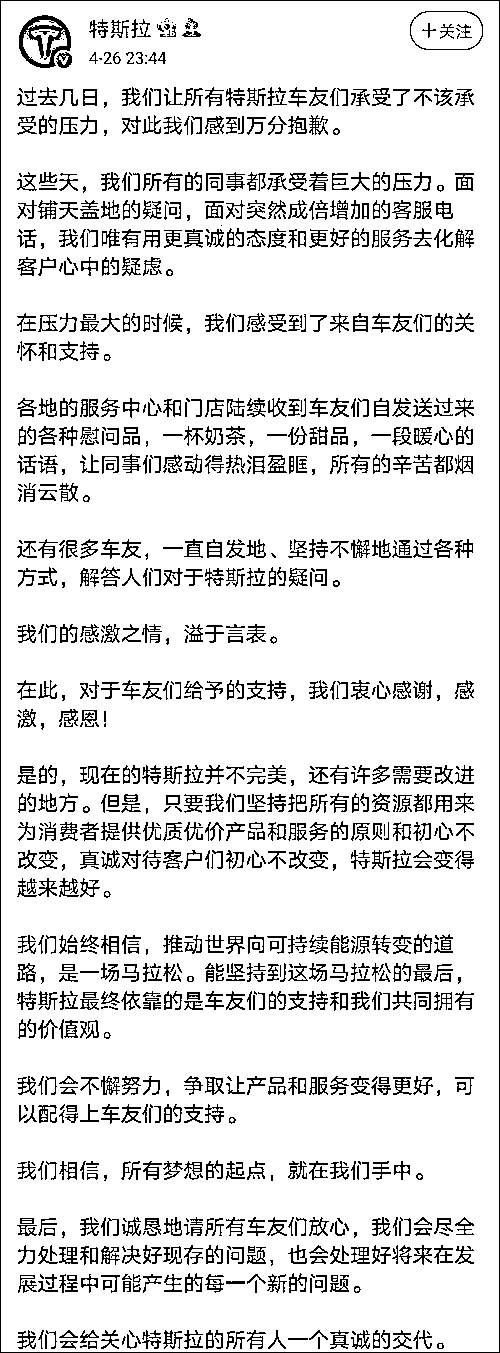 特斯拉
4-26 23:44
+关注
过去几日，我们让所有特斯拉车友们承受了不该承
受的压力，对此我们感到万分抱歉。
这些天，我们所有的同事都承受着巨大的压力。面
对铺天盖地的疑问，面对突然成倍增加的客服电
话，我们唯有用更真诚的态度和更好的服务去化解
客户心中的疑虑。
在压力最大的时候，我们感受到了来自车友们的关
怀和支持。
各地的服务中心和门店陆续收到车友们自发送过来
的各种慰问品，一杯奶茶，一份甜品，一段暖心的
话语，让同事们感动得热泪盈眶，所有的辛苦都烟
消云散。
还有很多车友，一直自发地、坚持不懈地通过各种
方式，解答人们对于特斯拉的疑问。
我们的感激之情，溢于言表。
在此，对于车友们给予的支持，我们衷心感谢，感
激，感恩！
是的，现在的特斯拉并不完美，还有许多需要改进
的地方。但是，只要我们坚持把所有的资源都用来
为消费者提供优质优价产品和服务的原则和初心不
改变，真诚对待客户们初心不改变，特斯拉会变得
越来越好。
我们始终相信，推动世界向可持续能源转变的道
路，是一场马拉松。能坚持到这场马拉松的最后，
特斯拉最终依靠的是车友们的支持和我们共同拥有
的价值观。
我们会不懈努力，争取让产品和服务变得更好，可
以配得上车友们的支持。
我们相信，所有梦想的起点，就在我们手中。
最后，我们诚恳地请所有车友们放心，我们会尽全
力处理和解决好现存的问题，也会处理好将来在发
展过程中可能产生的每一个新的问题。
我们会给关心特斯拉的所有人一个真诚的交代。